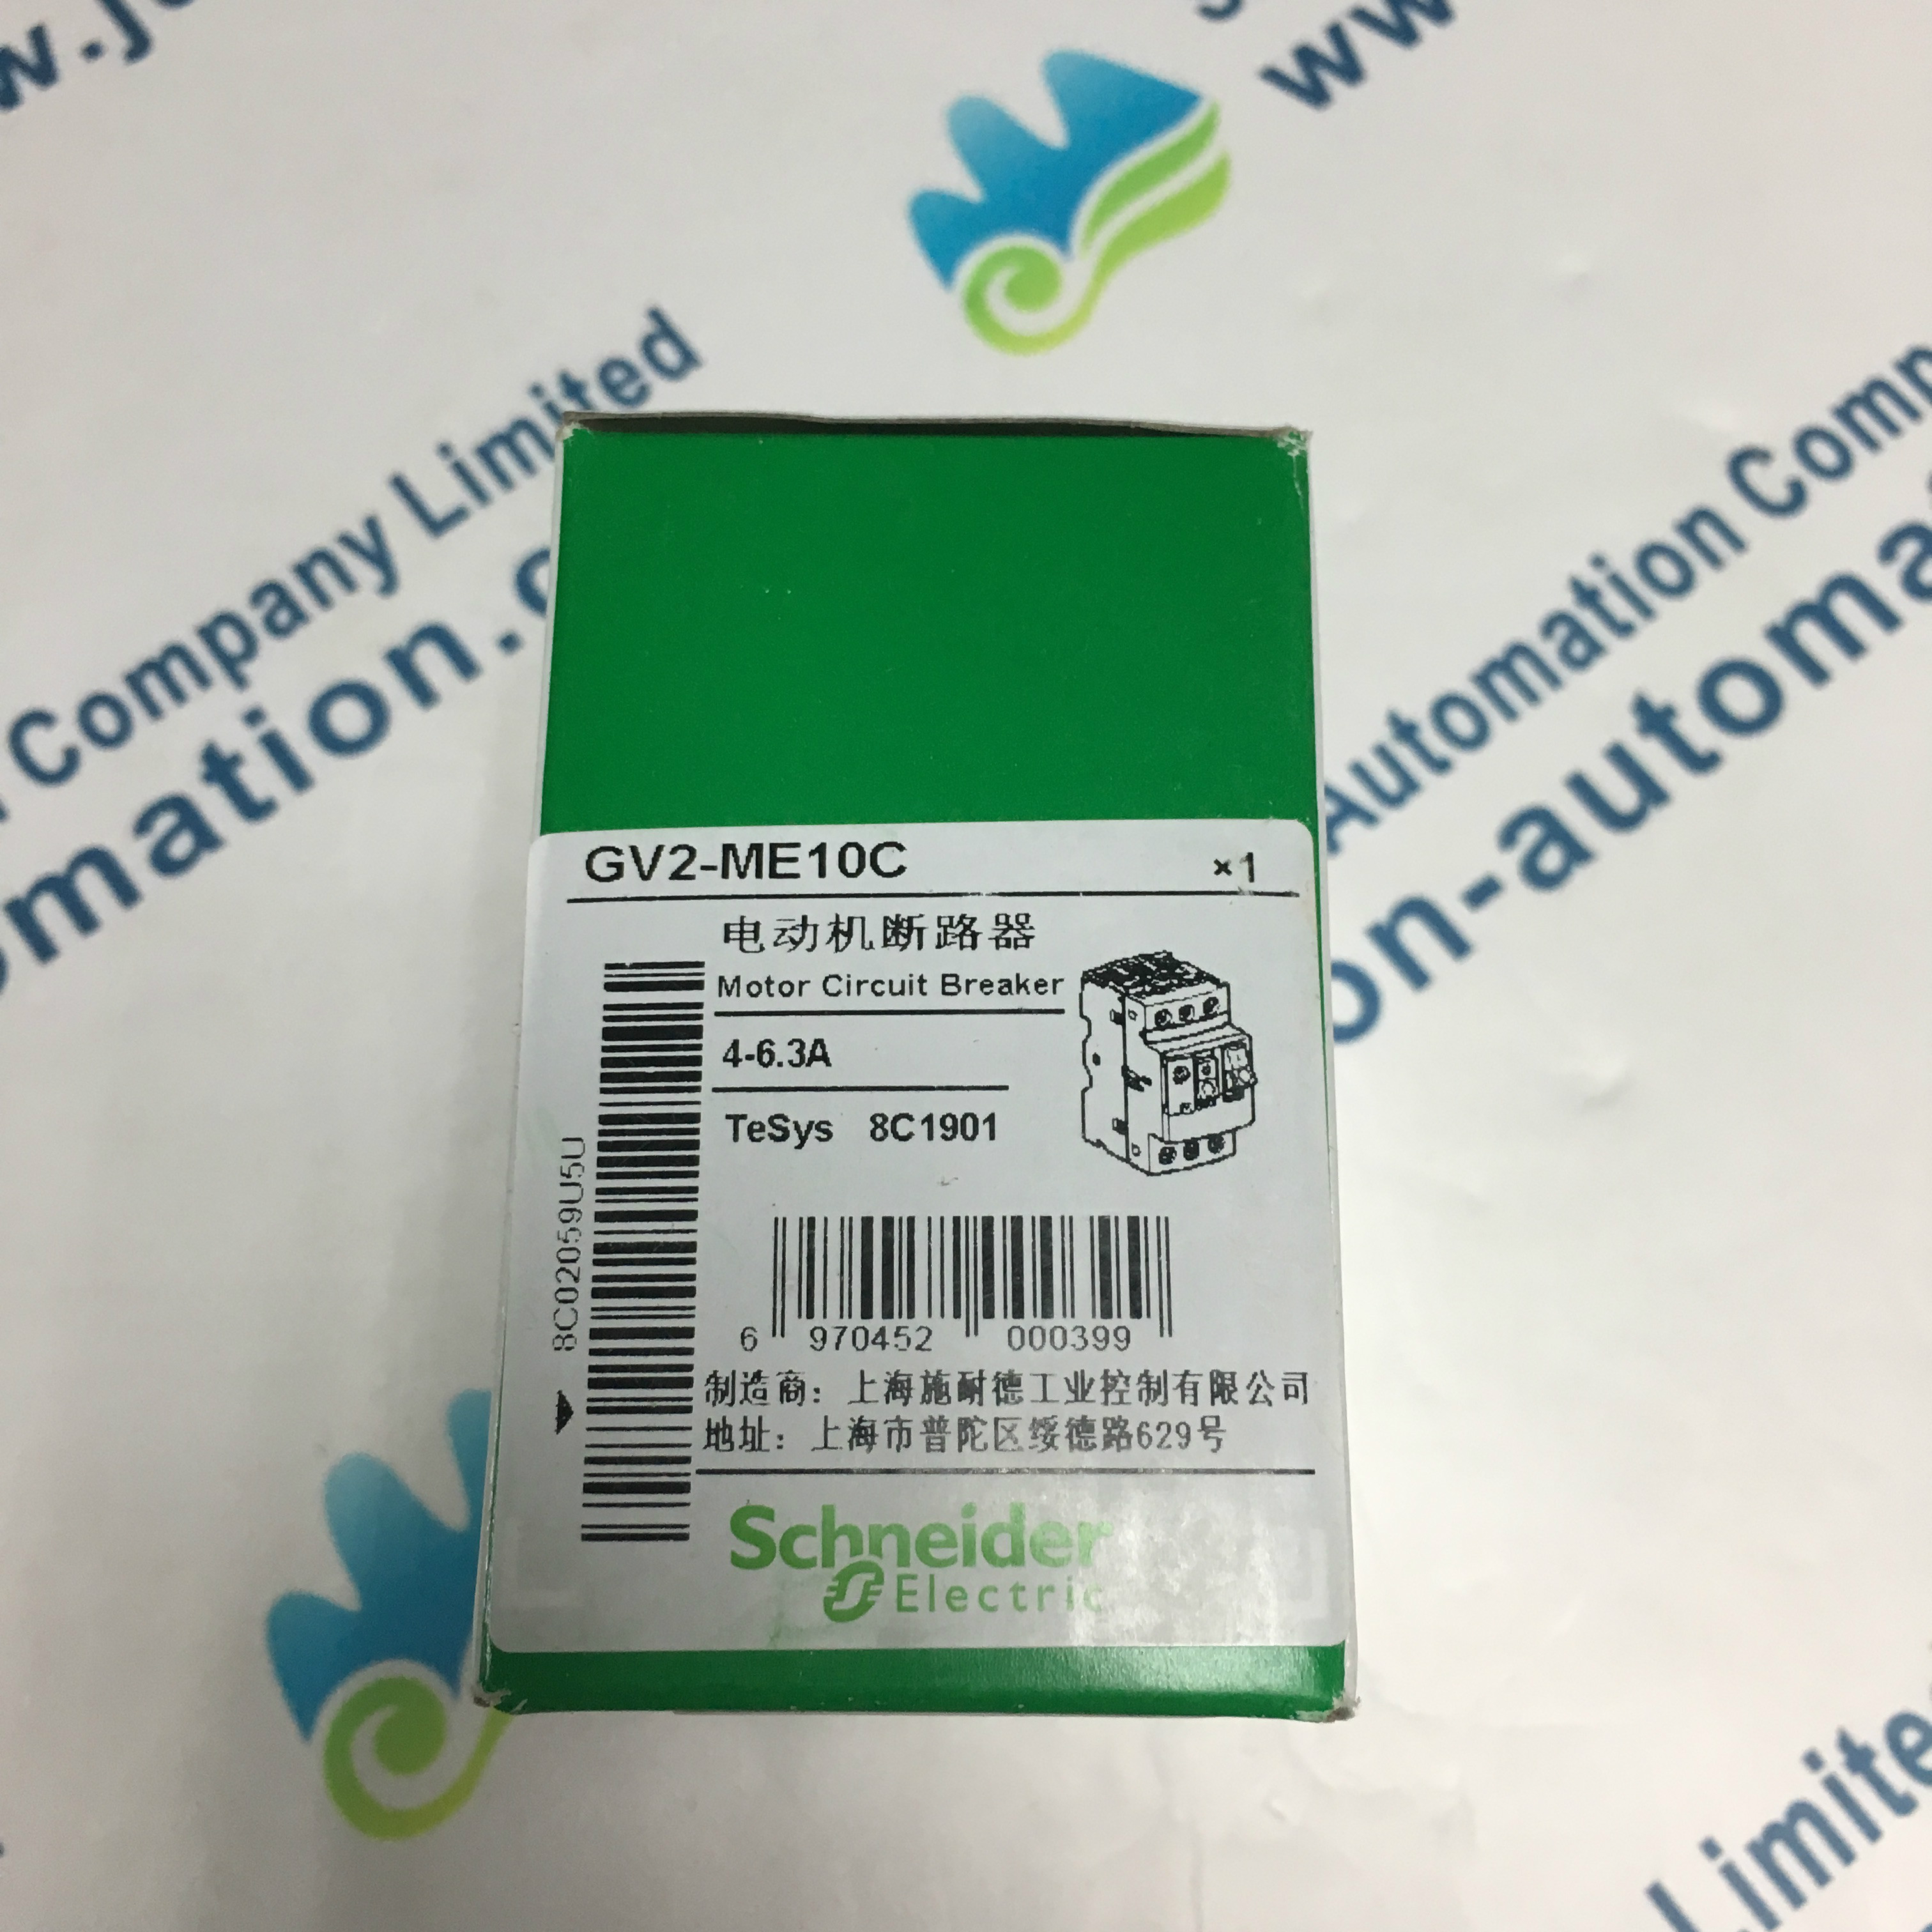 Company Limited
www
Automation Comp
GV2-ME10C ×1
电动机断路器
Motor Circuit Breaker
4-6.3A
TeSys 8C1901
8C02059U5U
6 970452 000399
制造商：上海施耐德工业控制有限公司
地址：上海市普陀区绥德路629号
Schneider
Electric
Limite